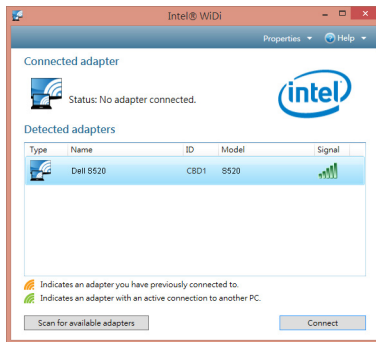 Intel® WiDi
Properties Help
Connected adapter
Status: No adapter connected.
intel
Detected adapters
Type Name ID Model Signal
Dell S520 CBD1 S520
Indicates an adapter you have previously connected to.
Indicates an adapter with an active connection to another PC.
Scan for available adapters Connect